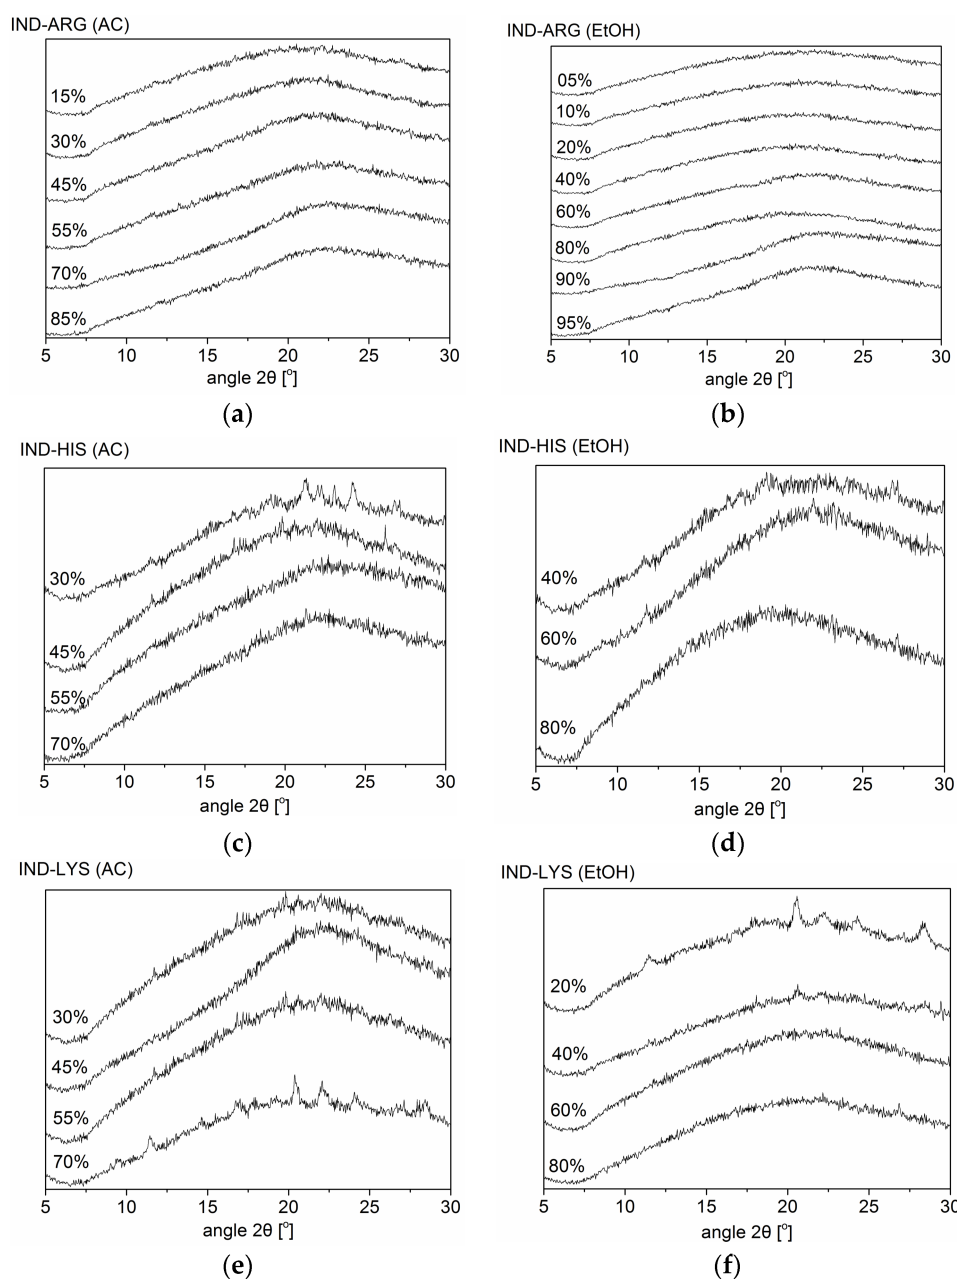 IND-ARG (AC)
15%
30%
45%
55%
70%
85%
5 10 15 20 25 30
angle 2θ [°]
(a)
IND-ARG (EtOH)
05%
10%
20%
40%
60%
80%
90%
95%
5 10 15 20 25 30
angle 2θ [°]
(b)
IND-HIS (AC)
30%
45%
55%
70%
5 10 15 20 25 30
angle 2θ [°]
(c)
IND-HIS (EtOH)
40%
60%
80%
5 10 15 20 25 30
angle 2θ [°]
(d)
IND-LYS (AC)
30%
45%
55%
70%
5 10 15 20 25 30
angle 2θ [°]
(e)
IND-LYS (EtOH)
20%
40%
60%
80%
5 10 15 20 25 30
angle 2θ [°]
(f)